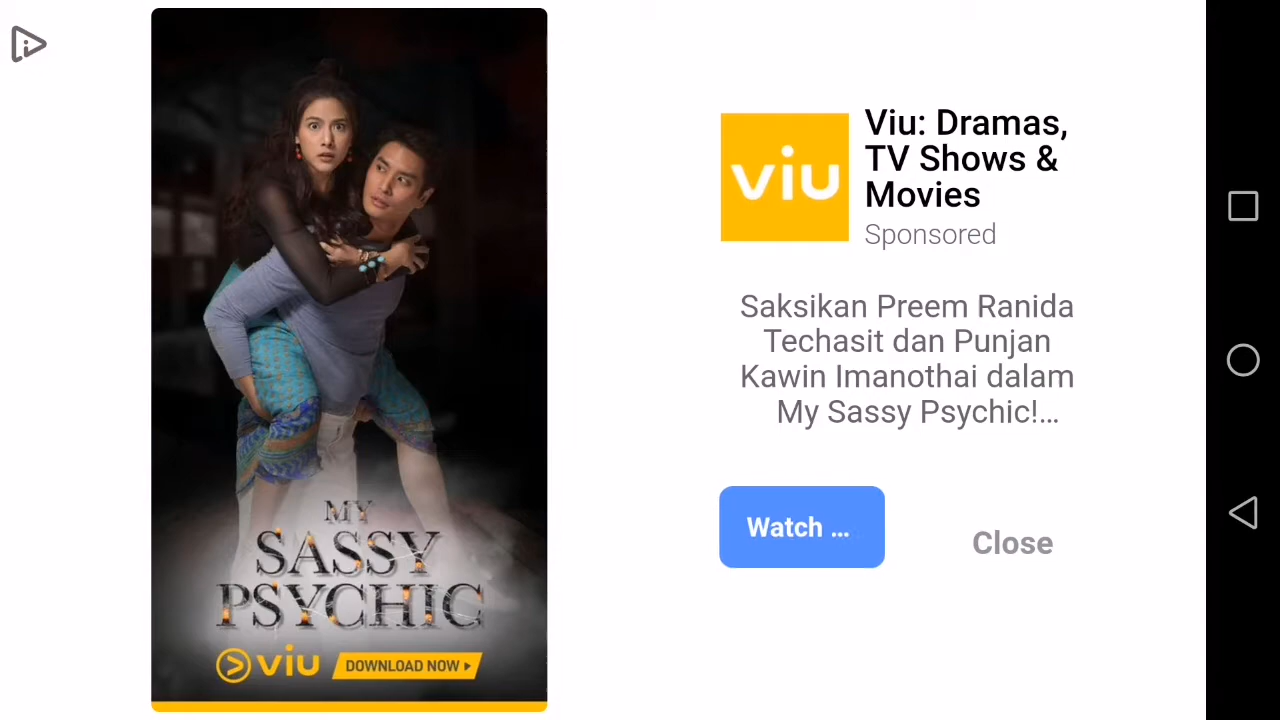 MY
SASSY
PSYCHIC
viu
DOWNLOAD NOW
viu
Viu: Dramas,
TV Shows &
Movies
Sponsored
Saksikan Preem Ranida
Techasit dan Punjan
Kawin Imanothai dalam
My Sassy Psychic!...
Watch ...
Close